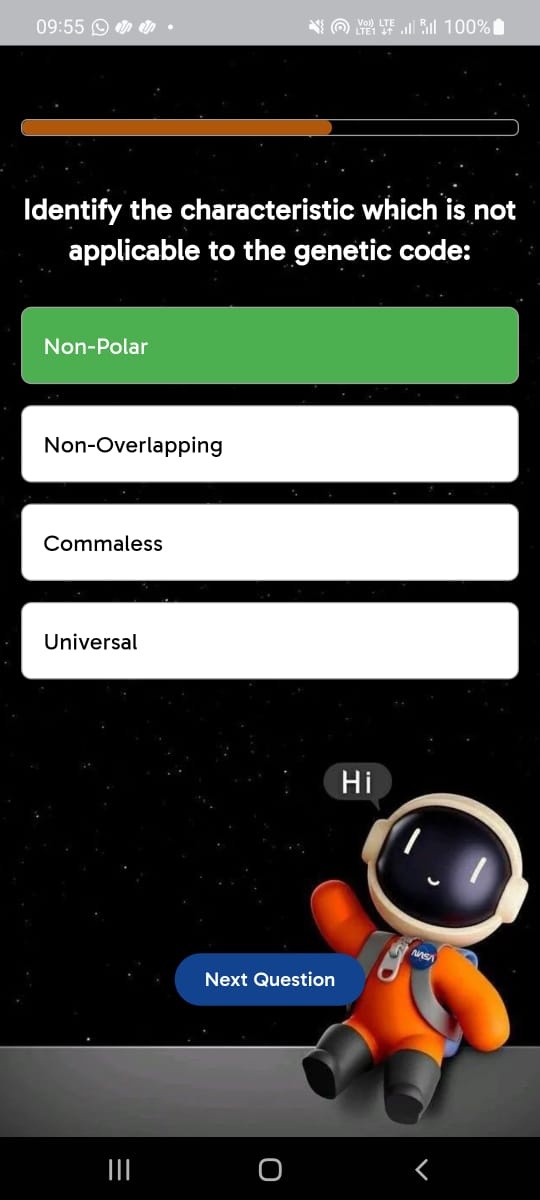 09:55 Vo)) LTE R 100%
LTE1
Identify the characteristic which is not
applicable to the genetic code:
Non-Polar
Non-Overlapping
Commaless
Universal
Hi
NASA
Next Question